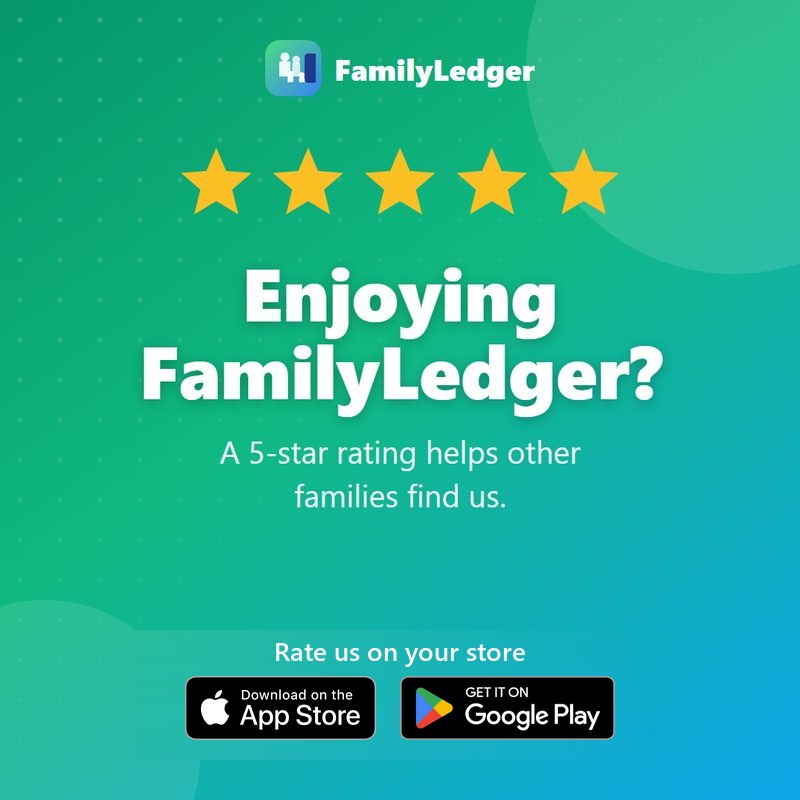 FamilyLedger
Enjoying
FamilyLedger?
A 5-star rating helps other
families find us.
Rate us on your store
Download on the
App Store
GET IT ON
Google Play